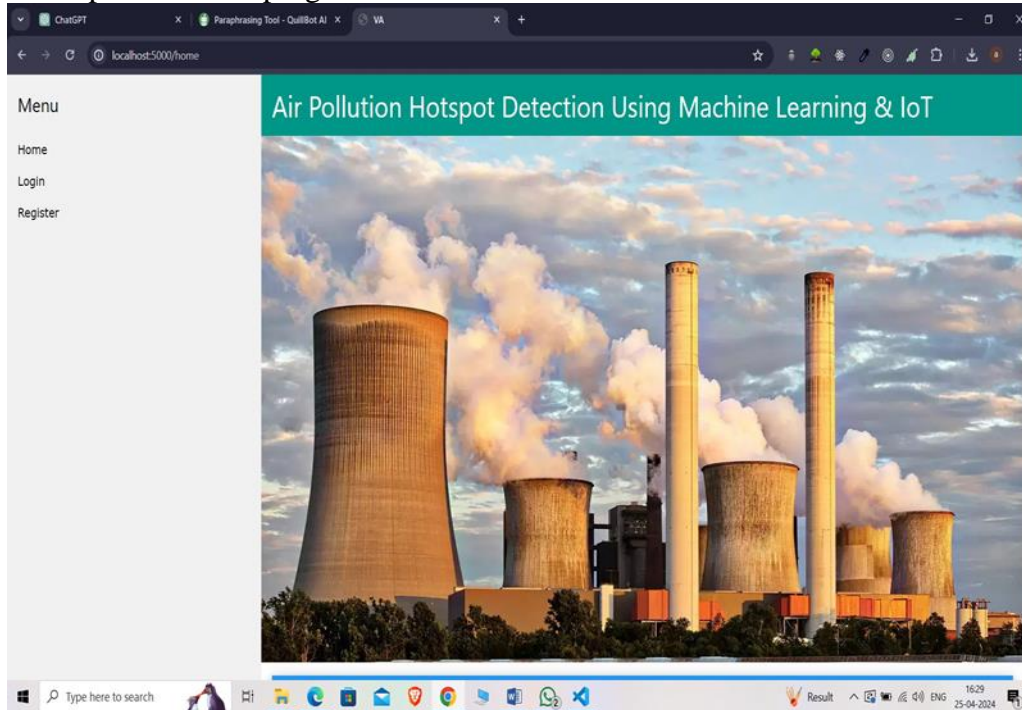 ChatGPT
Paraphrasing Tool - QuillBot AI
VA
localhost:5000/home
Menu
Air Pollution Hotspot Detection Using Machine Learning & IoT
Home
Login
Register
Type here to search
Result
ENG
16:29
25-04-2024